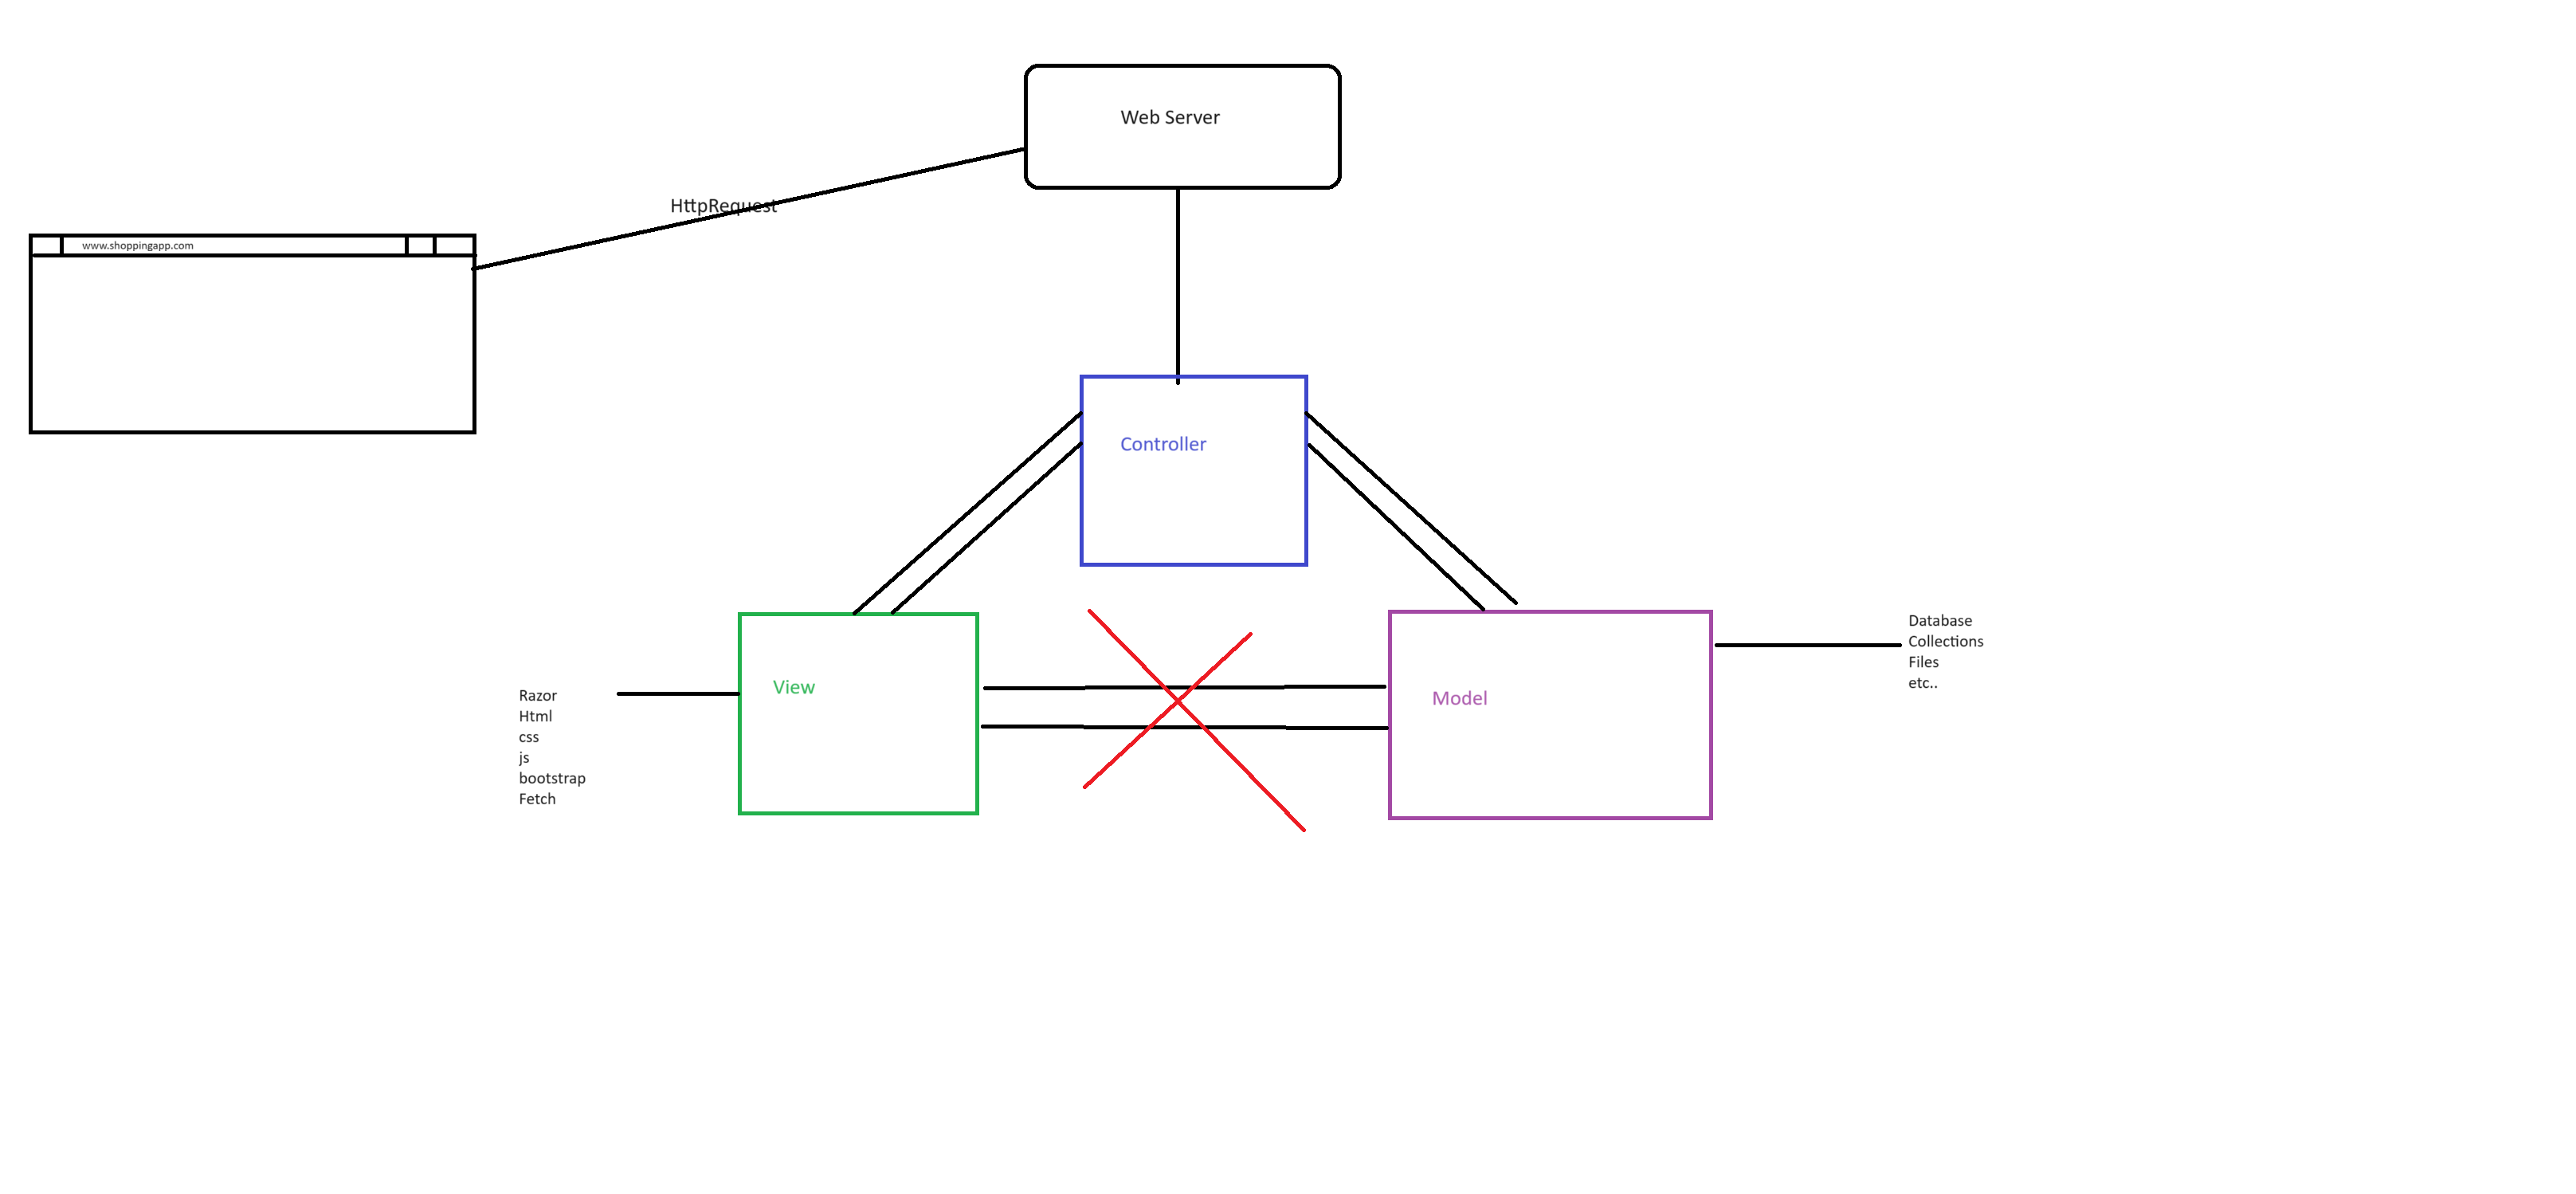 Web Server
HttpRequest
www.shoppingapp.com
Controller
View
Model
Database
Collections
Files
etc..
Razor
Html
css
js
bootstrap
Fetch